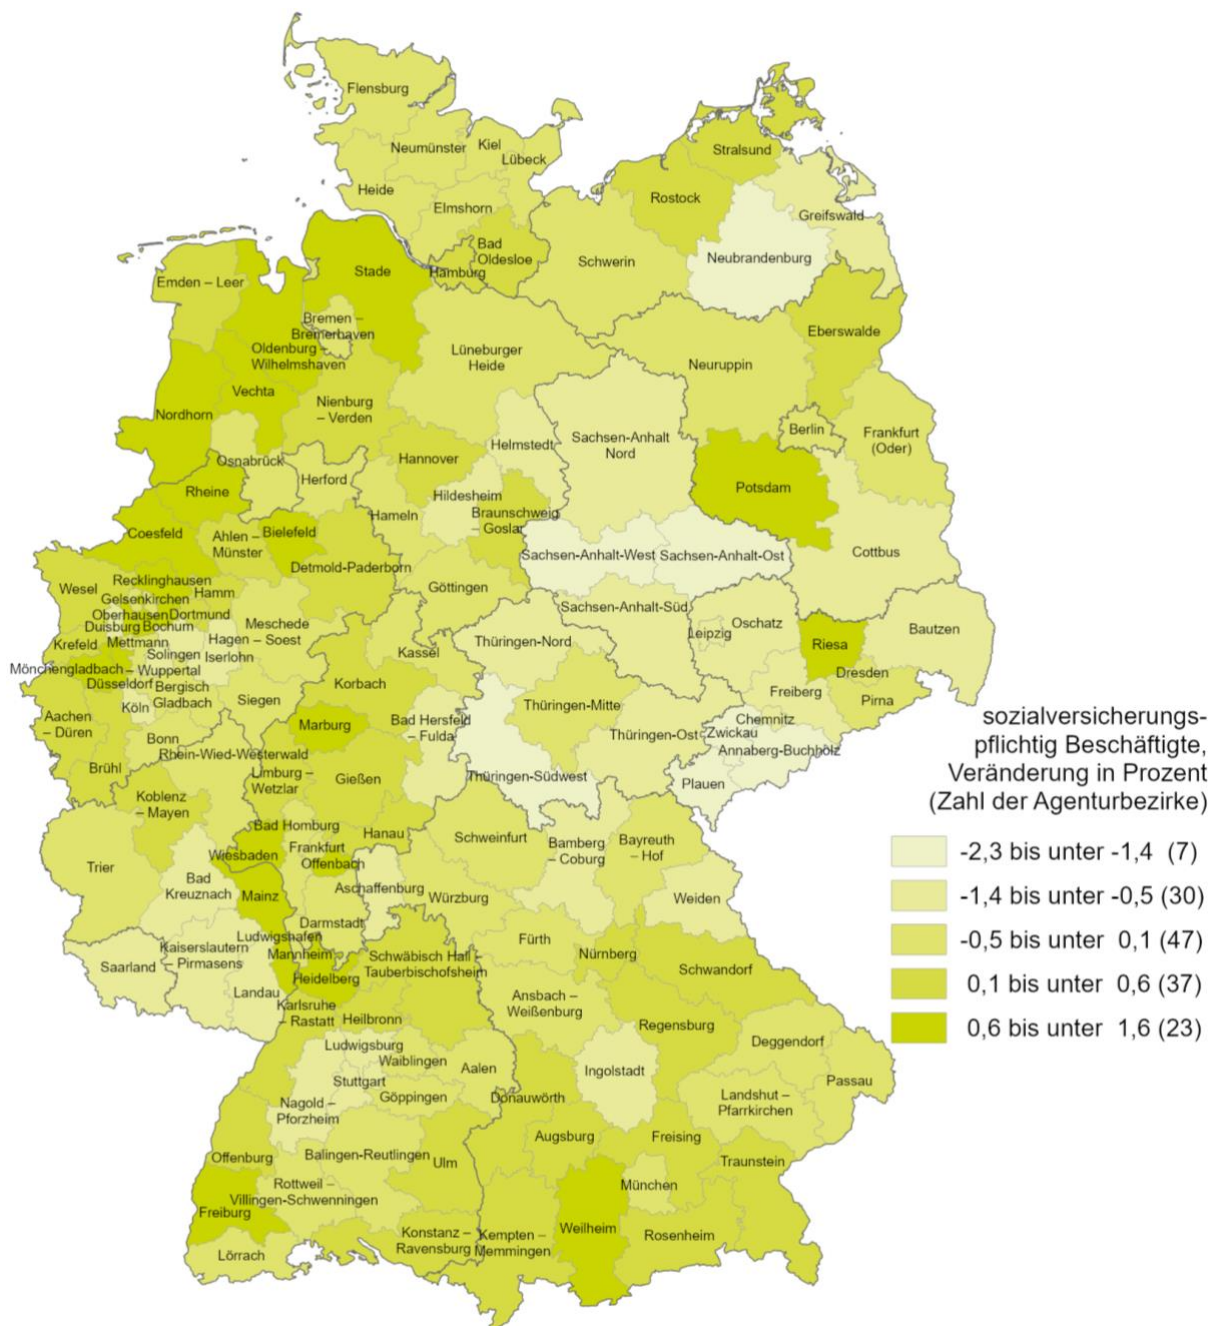 Flensburg
Neumünster
Kiel
Lübeck
Heide
Elmshorn
Bad
Oldesloe
Hamburg
Stralsund
Rostock
Greifswald
Neubrandenburg
Schwerin
Stade
Emden – Leer
Bremen –
Bremerhaven
Oldenburg –
Wilhelmshaven
Lüneburger
Heide
Neuruppin
Eberswalde
Vechta
Nordhorn
Nienburg
– Verden
Berlin
Frankfurt
(Oder)
Helmstedt
Sachsen-Anhalt
Nord
Hannover
Osnabrück
Herford
Rheine
Hildesheim
Potsdam
Hameln
Braunschweig
– Goslar
Coesfeld
Ahlen –
Münster
Bielefeld
Detmold-Paderborn
Sachsen-Anhalt-West
Sachsen-Anhalt-Ost
Cottbus
Göttingen
Wesel
Recklinghausen
Gelsenkirchen
Hamm
Oberhausen
Dortmund
Duisburg
Bochum
Meschede
– Soest
Hagen
Krefeld
Mettmann
Solingen
Iserlohn
Mönchengladbach –
Wuppertal
Düsseldorf
Bergisch
Gladbach
Köln
Siegen
Aachen
– Düren
Bonn
Brühl
Kassel
Korbach
Sachsen-Anhalt-Süd
Thüringen-Nord
Leipzig
Oschatz
Riesa
Bautzen
Dresden
Pirna
Freiberg
Chemnitz
Zwickau
Annaberg-Buchholz
Plauen
Thüringen-Mitte
Thüringen-Ost
Thüringen-Südwest
Marburg
Bad Hersfeld
– Fulda
Rhein-Wied-Westerwald
Limburg –
Wetzlar
Gießen
Koblenz
– Mayen
Bad Homburg
Hanau
Frankfurt
Offenbach
Wiesbaden
Trier
Bad
Kreuznach
Mainz
Aschaffenburg
Darmstadt
Schweinfurt
Bamberg
– Coburg
Bayreuth
– Hof
Weiden
Würzburg
Ludwigshafen
Mannheim
Heidelberg
Kaiserslautern
– Pirmasens
Saarland
Landau
Schwäbisch Hall –
Tauberbischofsheim
Fürth
Nürnberg
Schwandorf
Karlsruhe
– Rastatt
Heilbronn
Ansbach –
Weißenburg
Regensburg
Deggendorf
Ludwigsburg
Waiblingen
Stuttgart
Göppingen
Aalen
Nagold –
Pforzheim
Ingolstadt
Donauwörth
Passau
Landshut –
Pfarrkirchen
Augsburg
Freising
Offenburg
Balingen-Reutlingen
Ulm
Traunstein
München
Rottweil –
Villingen-Schwenningen
Freiburg
Weilheim
Rosenheim
Konstanz –
Ravensburg
Kempten –
Memmingen
Lörrach
sozialversicherungs-
pflichtig Beschäftigte,
Veränderung in Prozent
(Zahl der Agenturbezirke)
-2,3 bis unter -1,4 (7)
-1,4 bis unter -0,5 (30)
-0,5 bis unter 0,1 (47)
0,1 bis unter 0,6 (37)
0,6 bis unter 1,6 (23)